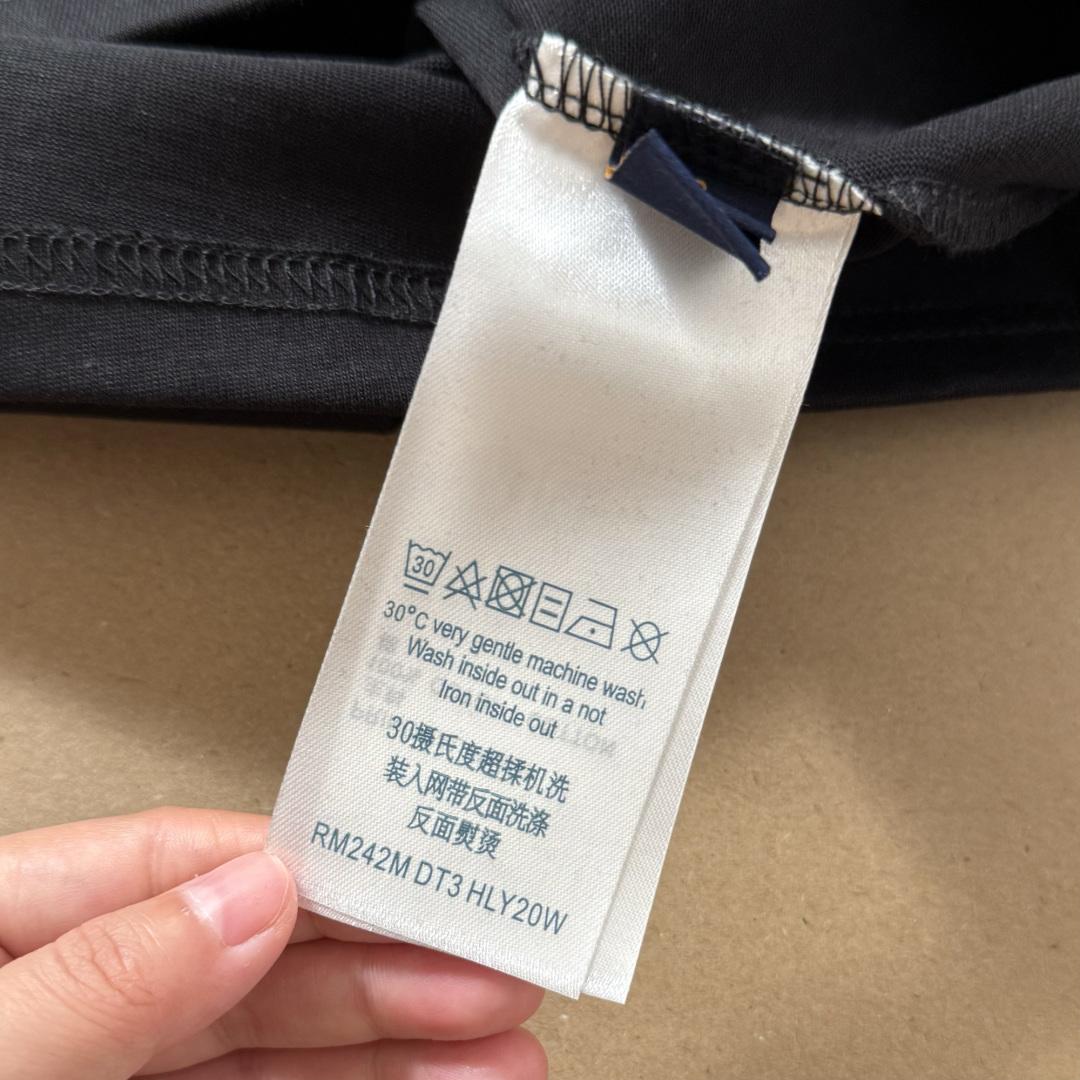 30
30°C very gentle machine wash
Wash inside out in a not
Iron inside out
30摄氏度超揉机洗
装入网带反面洗涤
反面熨烫
RM242M DT3 HLY20W